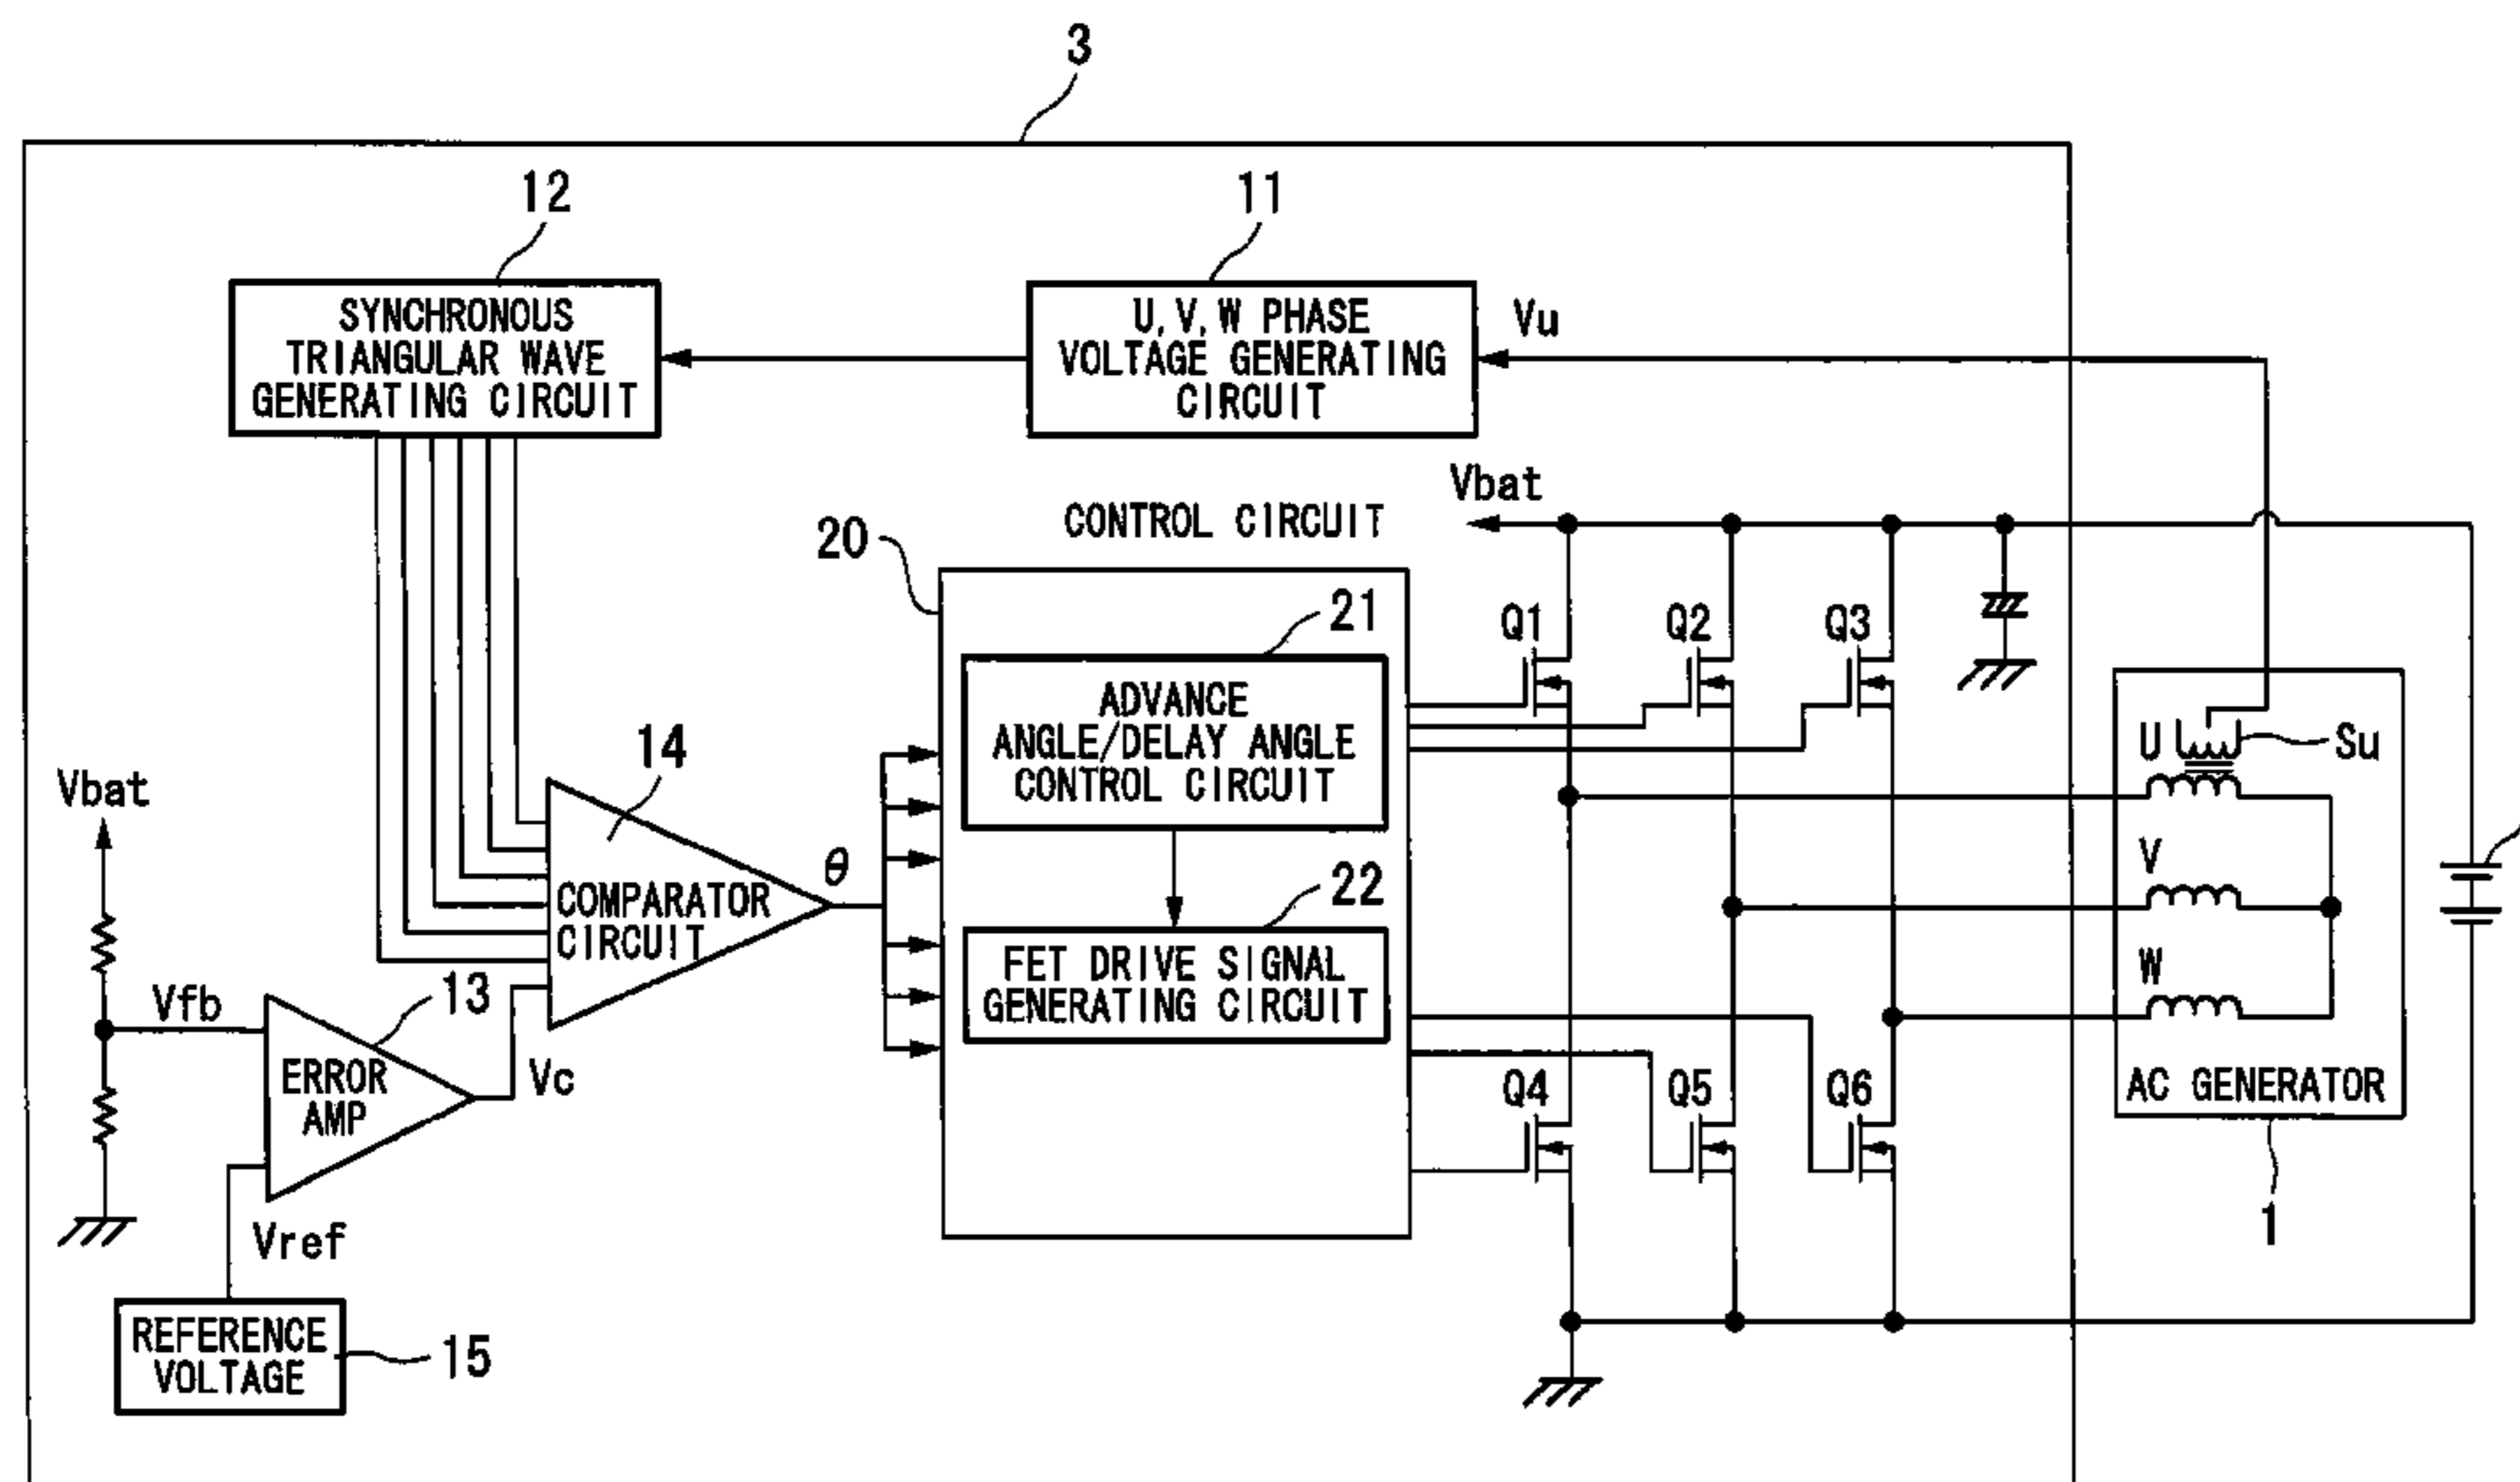 3
12
11
SYNCHRONOUS
TRIANGULAR WAVE
GENERATING CIRCUIT
U, V, W PHASE
VOLTAGE GENERATING
CIRCUIT
Vu
Vbat
CONTROL CIRCUIT
20
21
Q1
Q2
Q3
ADVANCE
ANGLE/DELAY ANGLE
CONTROL CIRCUIT
U
Su
14
Vbat
θ
V
COMPARATOR
CIRCUIT
22
FET DRIVE SIGNAL
GENERATING CIRCUIT
W
13
Vfb
ERROR
AMP
Vc
Q4
Q5
Q6
AC GENERATOR
1
Vref
REFERENCE
VOLTAGE
15